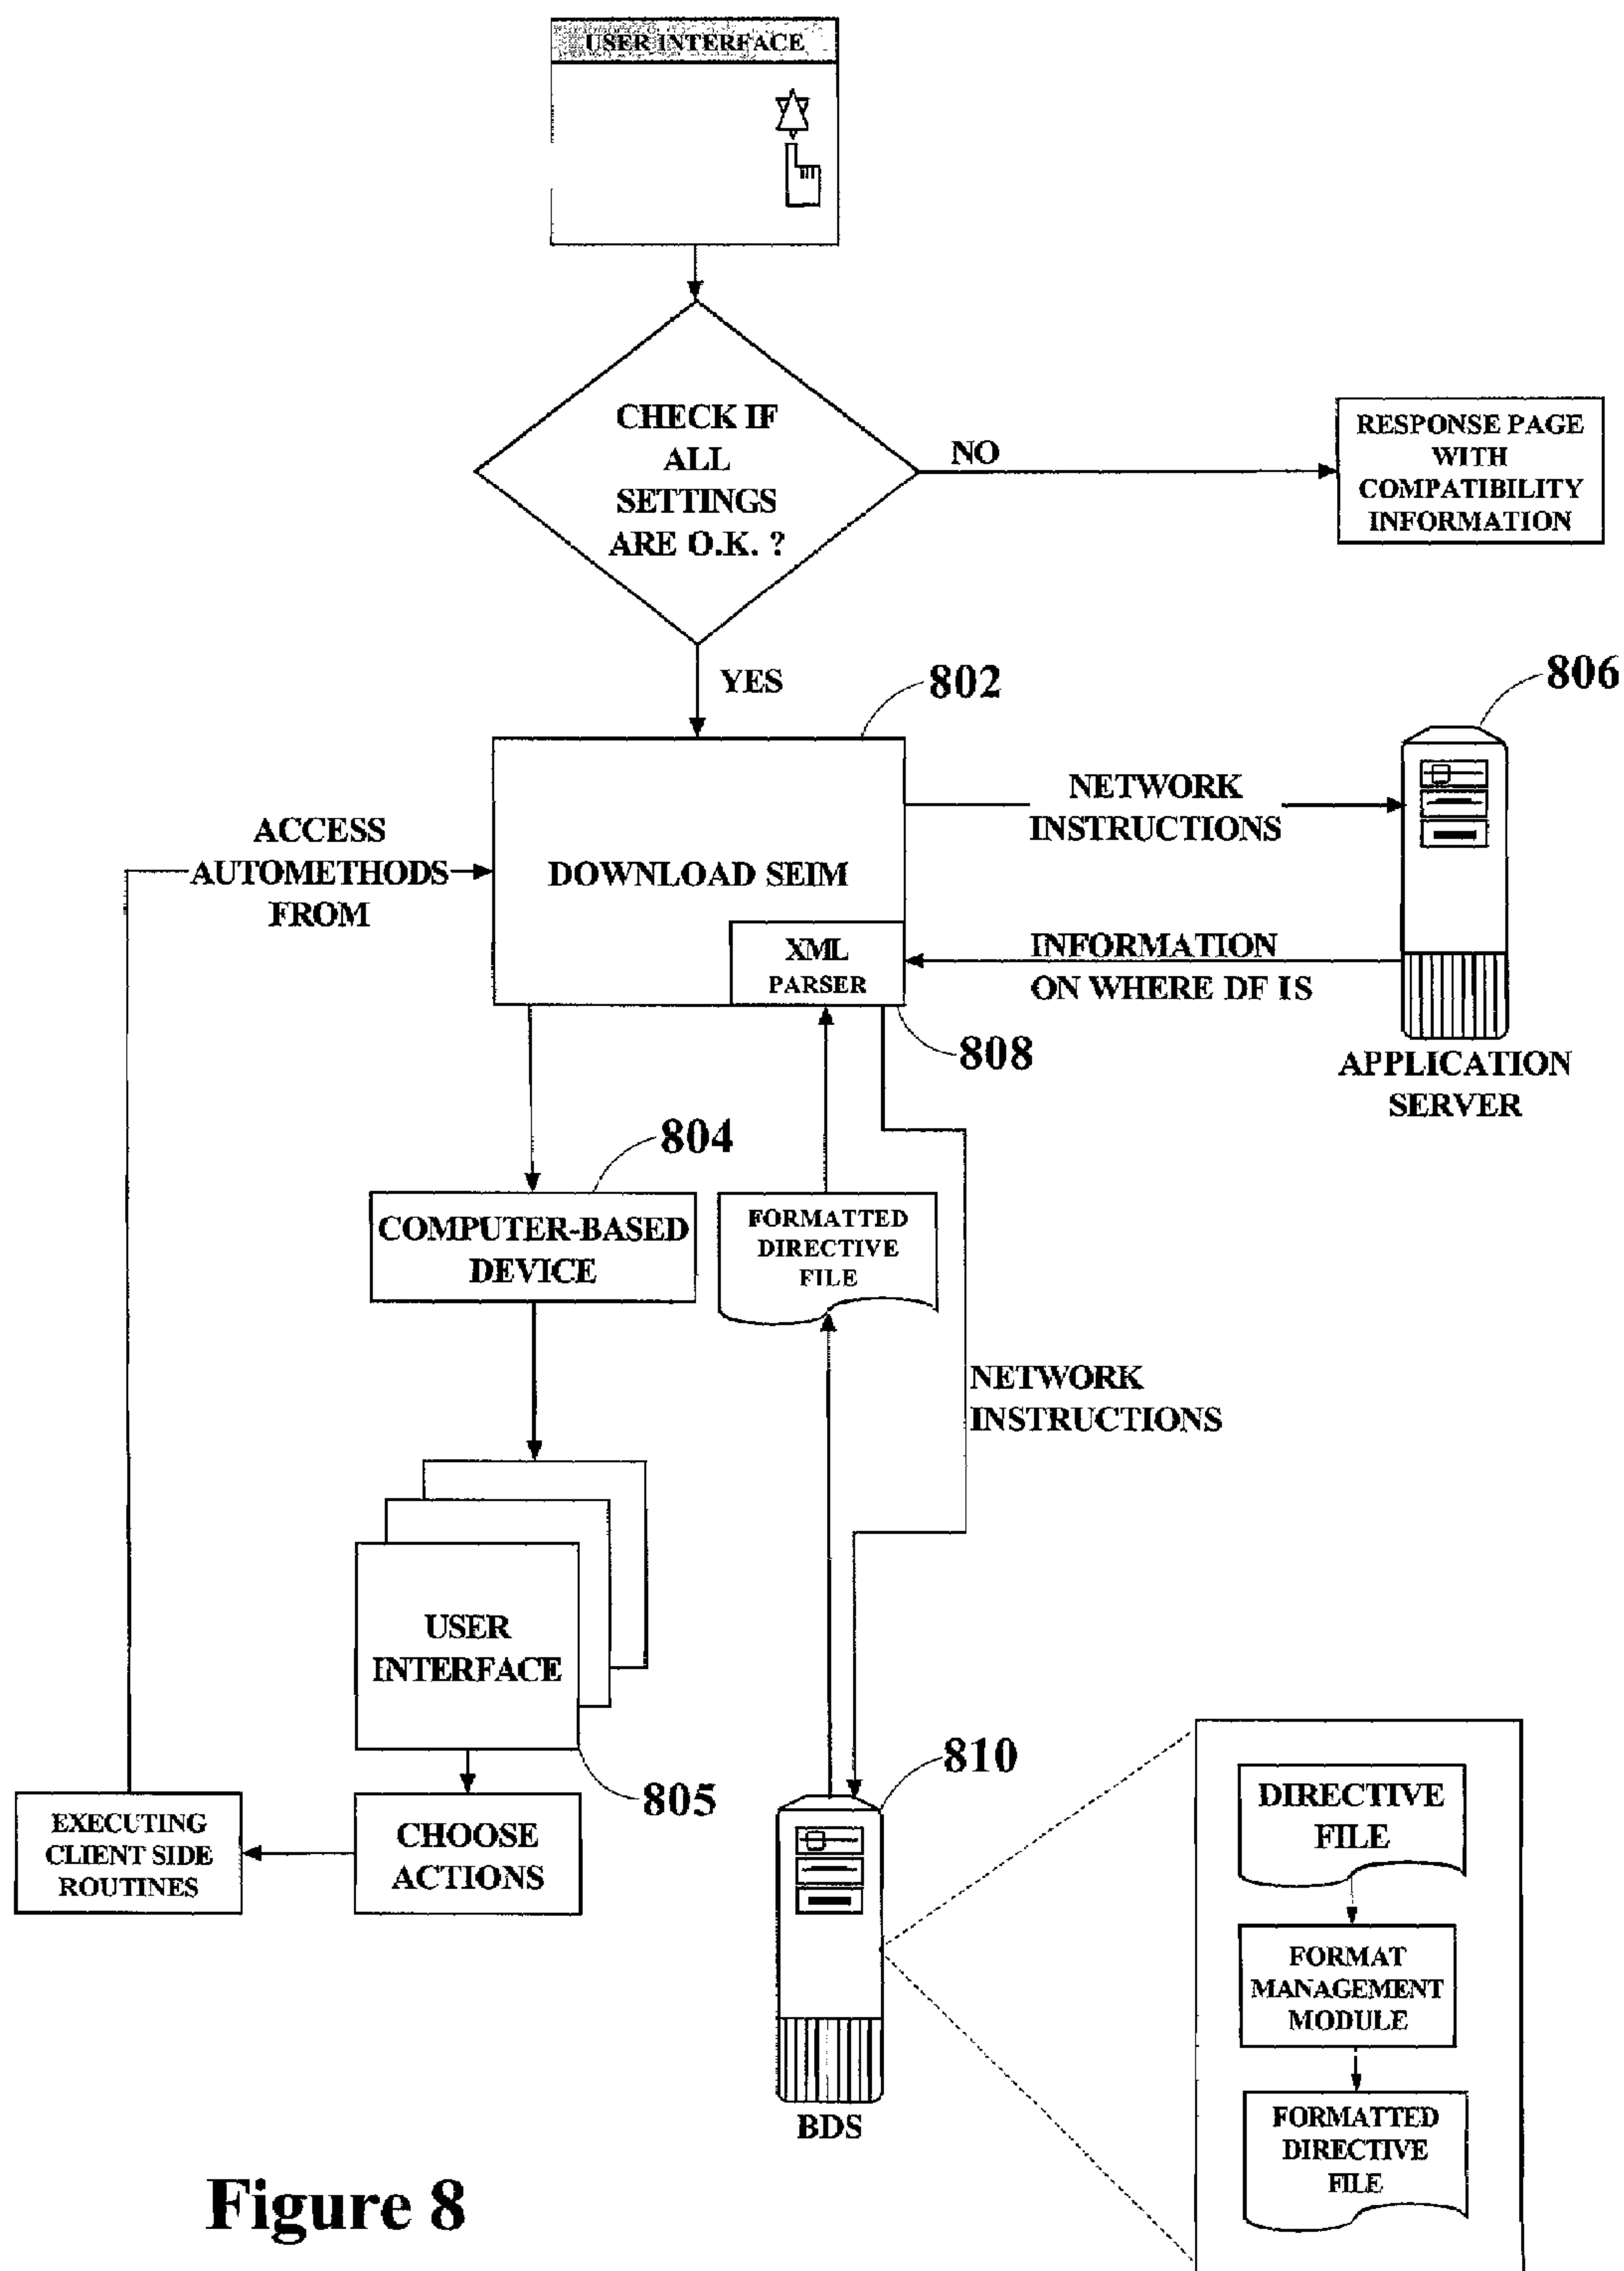 USER INTERFACE
CHECK IF
ALL
SETTINGS
ARE O.K. ?
NO
RESPONSE PAGE
WITH
COMPATIBILITY
INFORMATION
YES
802
806
NETWORK
INSTRUCTIONS
ACCESS
AUTOMETHODS
FROM
DOWNLOAD SEIM
XML
PARSER
INFORMATION
ON WHERE DF IS
808
APPLICATION
SERVER
804
COMPUTER-BASED
DEVICE
FORMATTED
DIRECTIVE
FILE
NETWORK
INSTRUCTIONS
USER
INTERFACE
805
810
EXECUTING
CLIENT SIDE
ROUTINES
CHOOSE
ACTIONS
BDS
DIRECTIVE
FILE
FORMAT
MANAGEMENT
MODULE
FORMATTED
DIRECTIVE
FILE
Figure 8